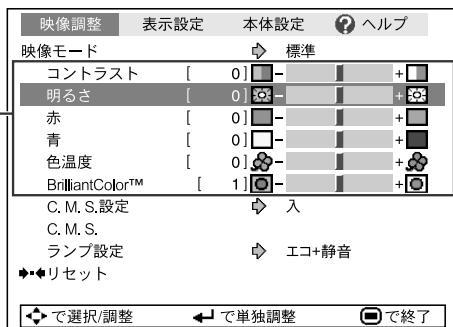 映像調整 表示設定 本体設定 ? ヘルプ
映像モード 標準
コントラスト [ 0] - +
明るさ [ 0] - +
赤 [ 0] - +
青 [ 0] - +
色温度 [ 0] - +
BrilliantColor™ [ 1] - +
C. M. S.設定 入
C. M. S.
ランプ設定 エコ+静音
リセット
で選択/調整 で単独調整 で終了